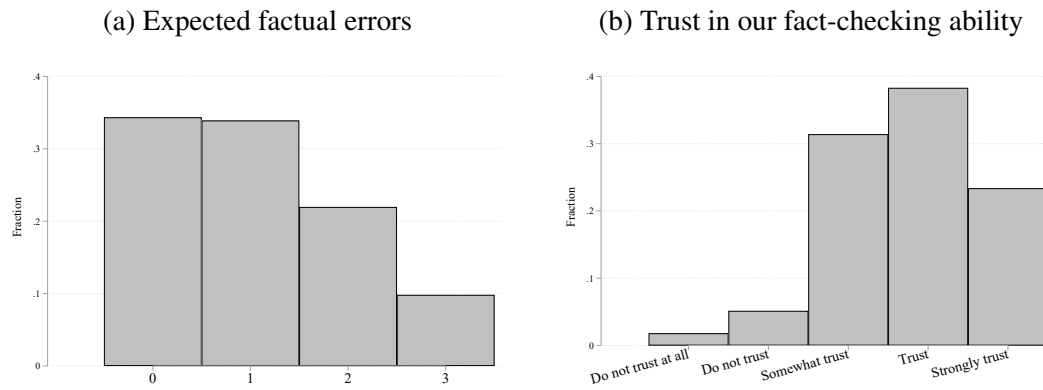 (a) Expected factual errors
(b) Trust in our fact-checking ability
.4
.3
.2
.1
0
Fraction
0 1 2 3
.4
.3
.2
.1
0
Fraction
Do not trust at all
Do not trust
Somewhat trust
Trust
Strongly trust